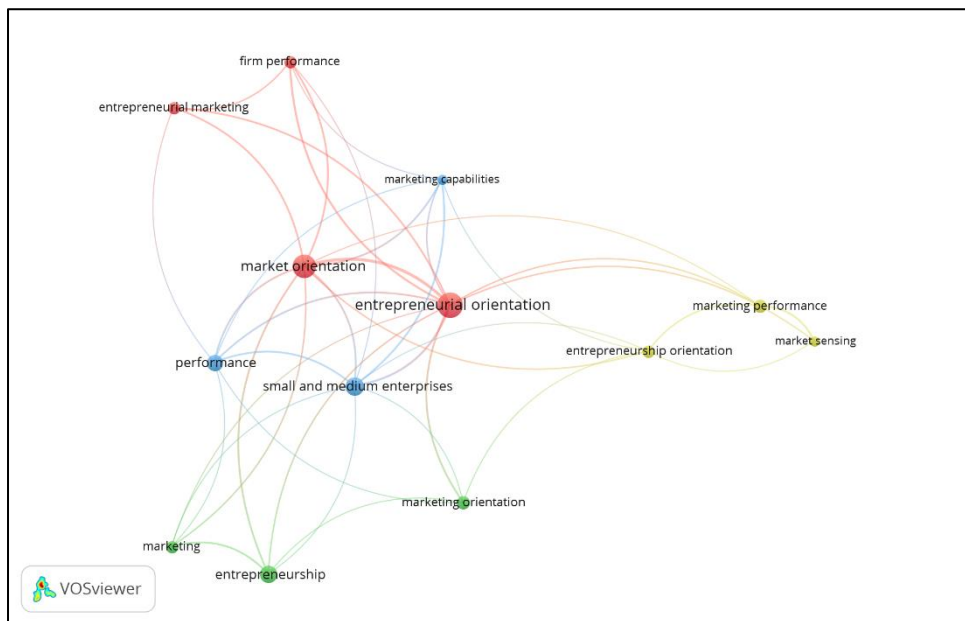 firm performance
entrepreneurial marketing
marketing capabilities
market orientation
entrepreneurial orientation
marketing performance
market sensing
entrepreneurship orientation
performance
small and medium enterprises
marketing orientation
marketing
entrepreneurship
VOSviewer